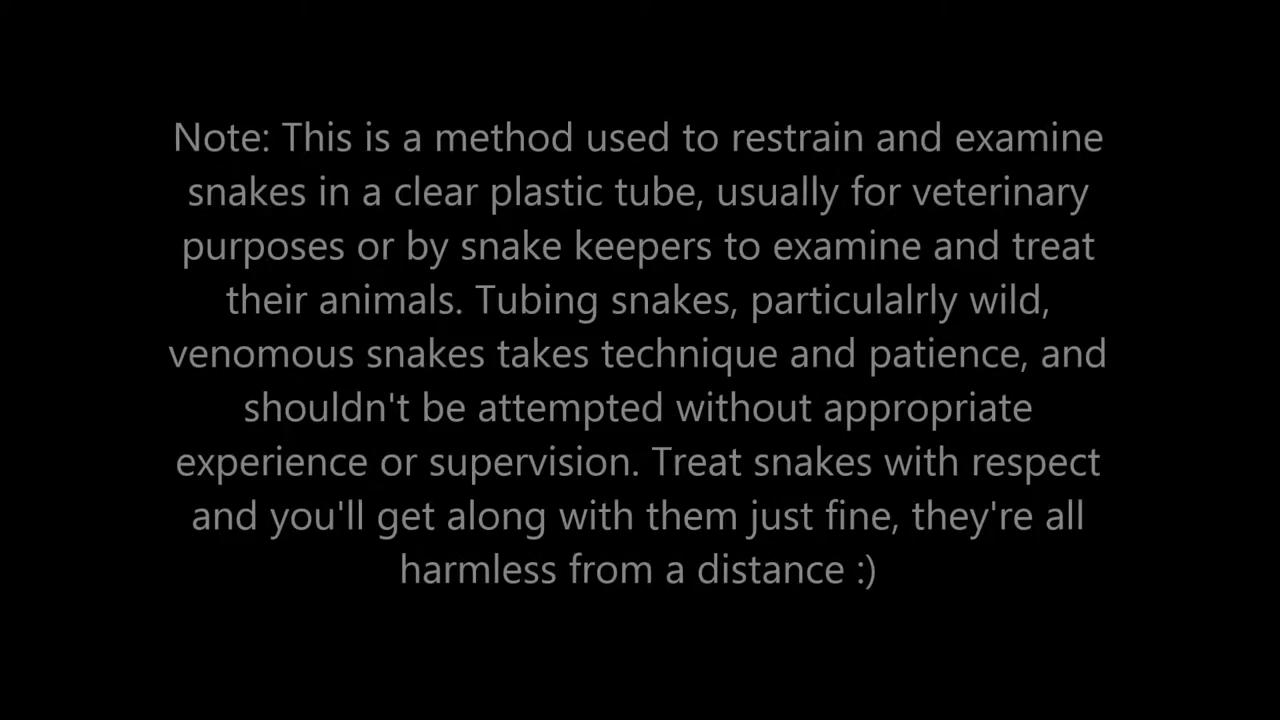 Note: This is a method used to restrain and examine
snakes in a clear plastic tube, usually for veterinary
purposes or by snake keepers to examine and treat
their animals. Tubing snakes, particulalrly wild,
venomous snakes takes technique and patience, and
shouldn't be attempted without appropriate
experience or supervision. Treat snakes with respect
and you'll get along with them just fine, they're all
harmless from a distance :)